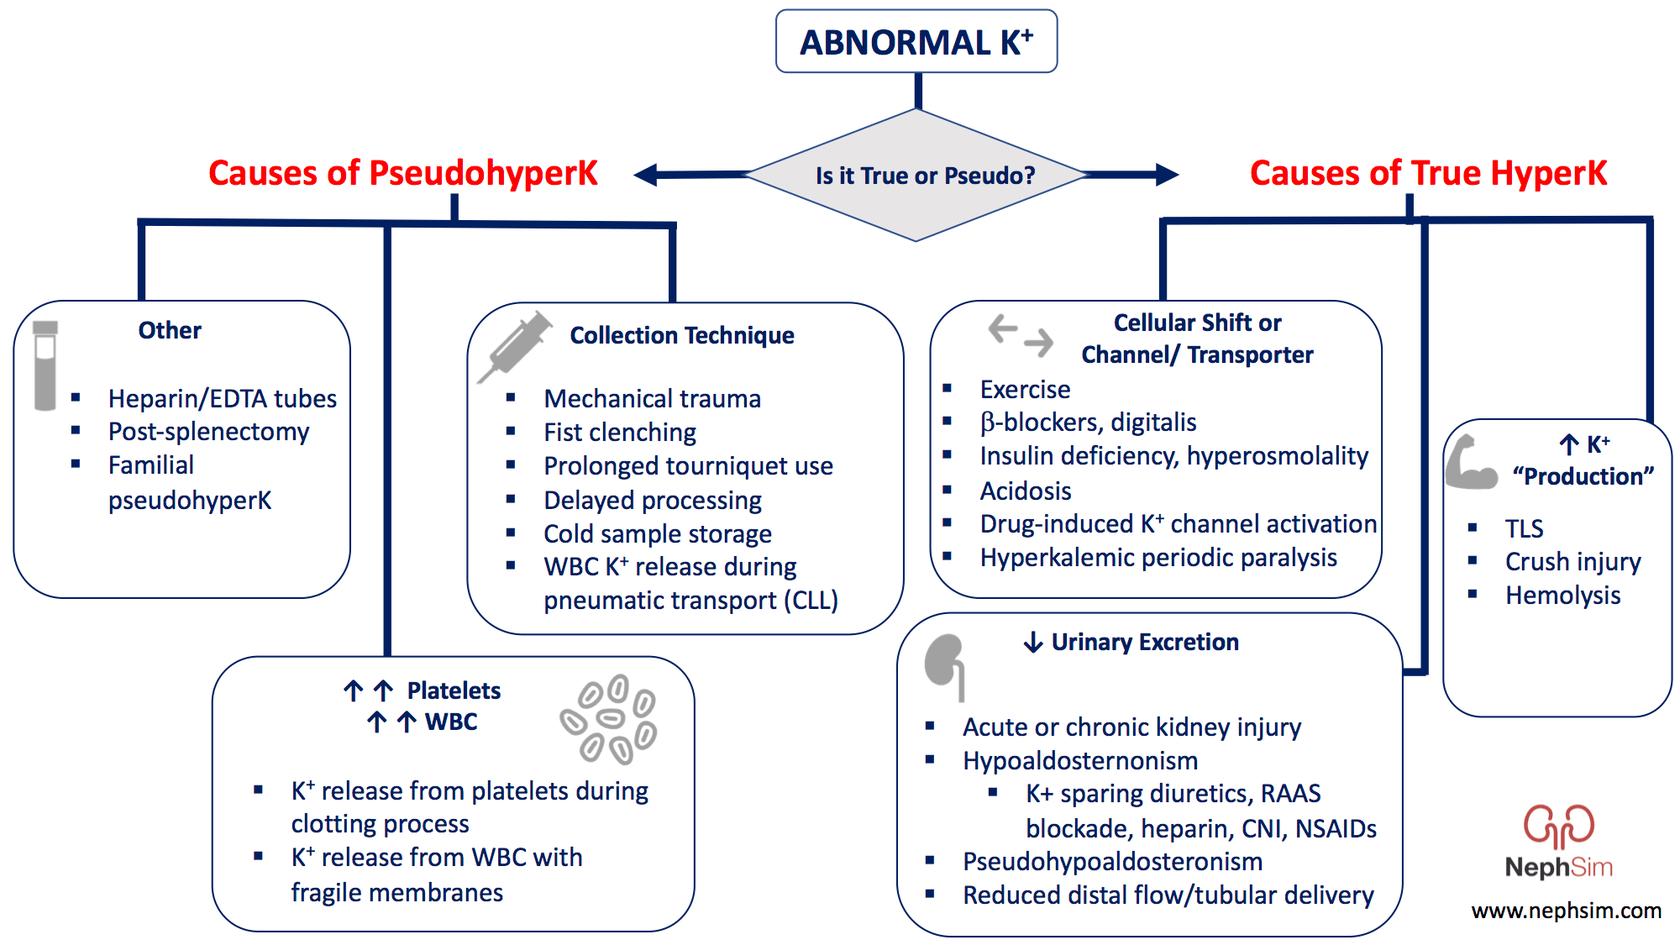 ABNORMAL K⁺
Is it True or Pseudo?
Causes of PseudohyperK
Causes of True HyperK
Other
▪ Heparin/EDTA tubes
▪ Post-splenectomy
▪ Familial
pseudohyperK
Collection Technique
▪ Mechanical trauma
▪ Fist clenching
▪ Prolonged tourniquet use
▪ Delayed processing
▪ Cold sample storage
▪ WBC K⁺ release during
pneumatic transport (CLL)
↑ ↑ Platelets
↑ ↑ WBC
▪ K⁺ release from platelets during
clotting process
▪ K⁺ release from WBC with
fragile membranes
Cellular Shift or
Channel/ Transporter
▪ Exercise
▪ β-blockers, digitalis
▪ Insulin deficiency, hyperosmolality
▪ Acidosis
▪ Drug-induced K⁺ channel activation
▪ Hyperkalemic periodic paralysis
↓ Urinary Excretion
▪ Acute or chronic kidney injury
▪ Hypoaldosternonism
▪ K+ sparing diuretics, RAAS
blockade, heparin, CNI, NSAIDs
▪ Pseudohypoaldosteronism
▪ Reduced distal flow/tubular delivery
↑ K⁺
“Production”
▪ TLS
▪ Crush injury
▪ Hemolysis
NephSim
www.nephsim.com